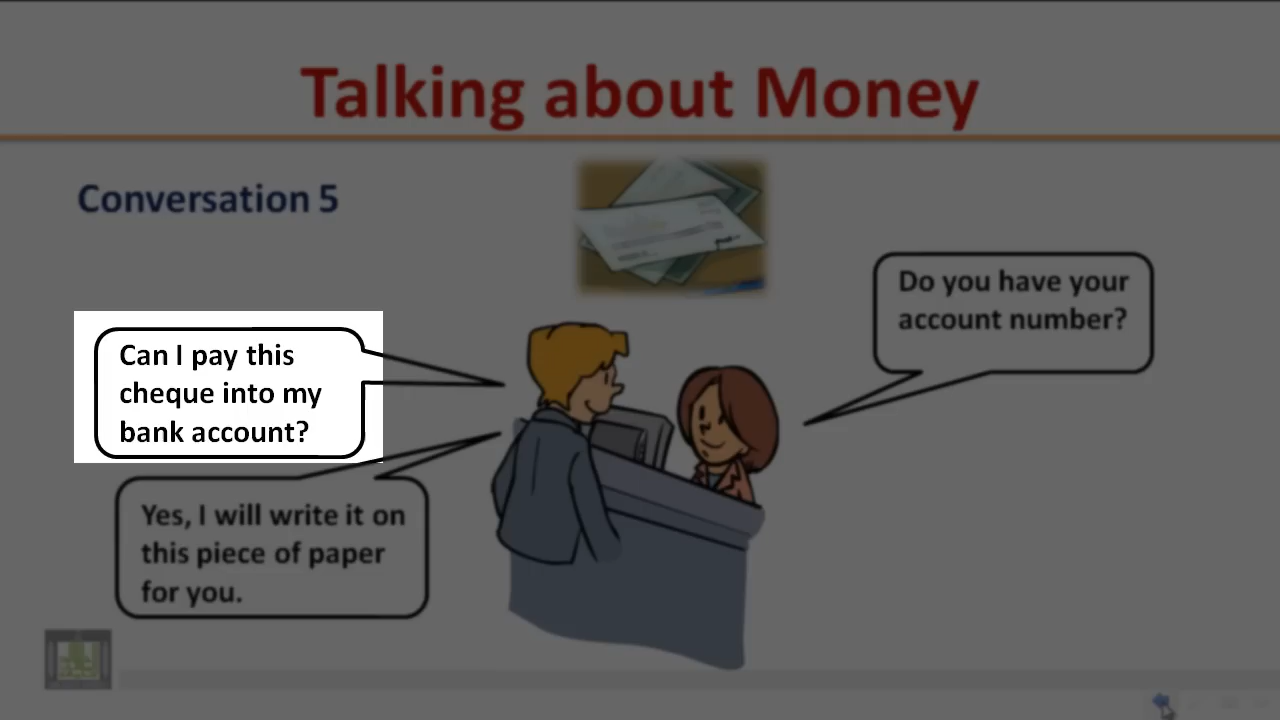 Talking about Money
Conversation 5
Can I pay this
cheque into my
bank account?
Do you have your
account number?
Yes, I will write it on
this piece of paper
for you.